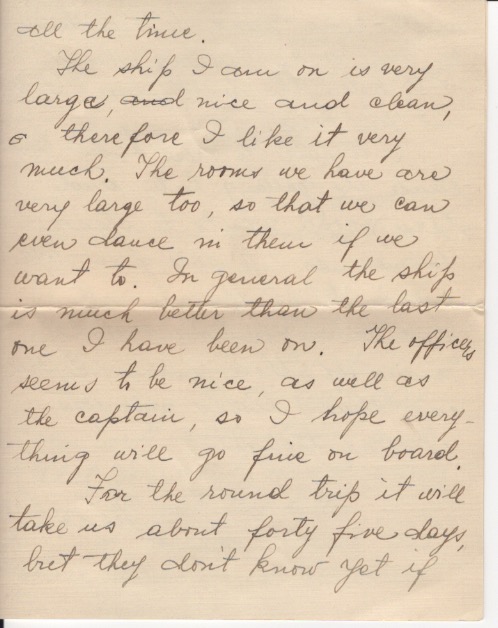 all the time.
The ship I am on is very
large, and nice and clean,
therefore I like it very
much. The rooms we have are
very large too, so that we can
even dance in them if we
want to. In general the ship
is much better than the last
one I have been on. The officers
seems to be nice, as well as
the captain, so I hope every-
thing will go fine on board.
For the round trip it will
take us about forty five days,
but they don't know yet if